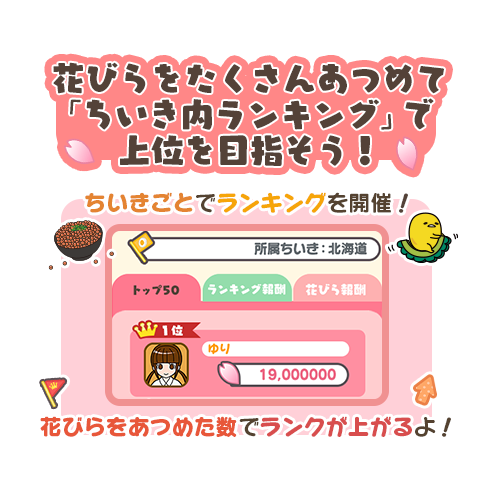 花びらをたくさんあつめて
「ちいき内ランキング」で
上位を目指そう！
ちいきごとでランキングを開催！
所属ちいき：北海道
トップ50
ランキング報酬
花びら報酬
1位
ゆり
19,000000
花びらをあつめた数でランクが上がるよ！